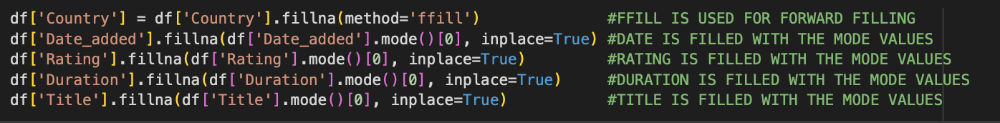 df['Country'] = df['Country'].fillna(method='ffill') #FFILL IS USED FOR FORWARD FILLING
df['Date_added'].fillna(df['Date_added'].mode()[0], inplace=True) #DATE IS FILLED WITH THE MODE VALUES
df['Rating'].fillna(df['Rating'].mode()[0], inplace=True) #RATING IS FILLED WITH THE MODE VALUES
df['Duration'].fillna(df['Duration'].mode()[0], inplace=True) #DURATION IS FILLED WITH THE MODE VALUES
df['Title'].fillna(df['Title'].mode()[0], inplace=True) #TITLE IS FILLED WITH THE MODE VALUES